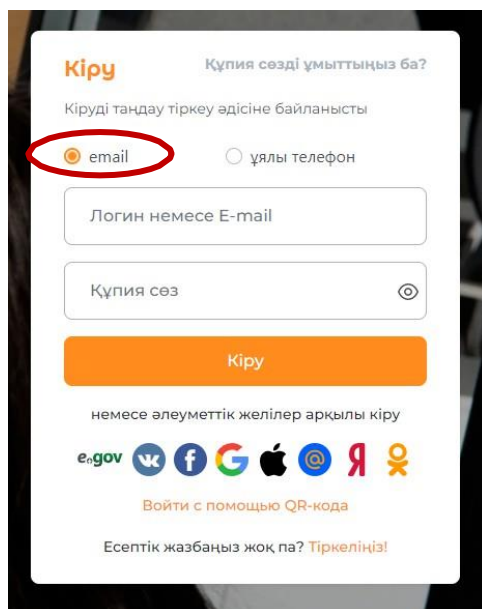 Кіру Құпия сөзді ұмыттыңыз ба?
Кіруді таңдау тіркеу әдісіне байланысты
email ұялы телефон
Логин немесе E-mail
Құпия сөз
Кіру
немесе әлеуметтік желілер арқылы кіру
egov f G @ Я
Войти с помощью QR-кода
Есептік жазбаңыз жоқ па? Тіркеліңіз!